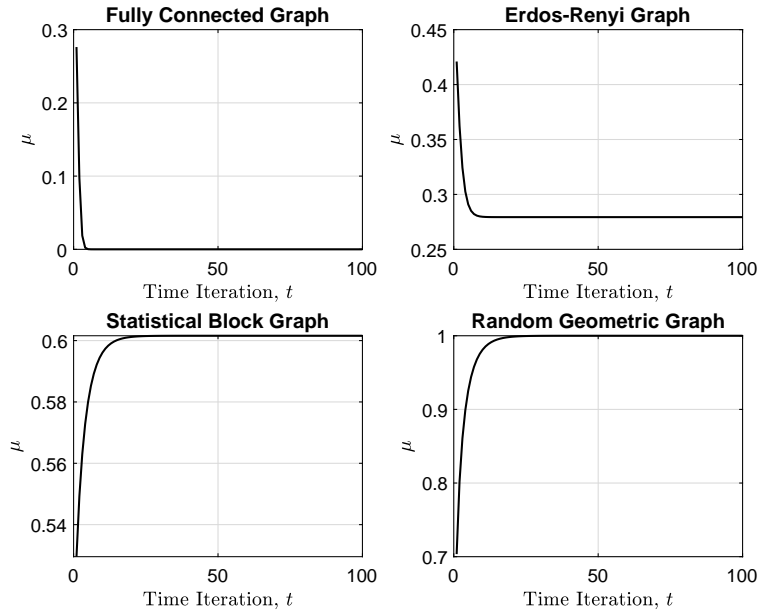 Fully Connected Graph
0.3
0.2
0.1
0
μ
0
50
100
Time Iteration, t
Erdos-Renyi Graph
0.45
0.4
0.35
0.3
0.25
μ
0
50
100
Time Iteration, t
Statistical Block Graph
0.6
0.58
0.56
0.54
μ
0
50
100
Time Iteration, t
Random Geometric Graph
1
0.9
0.8
0.7
μ
0
50
100
Time Iteration, t